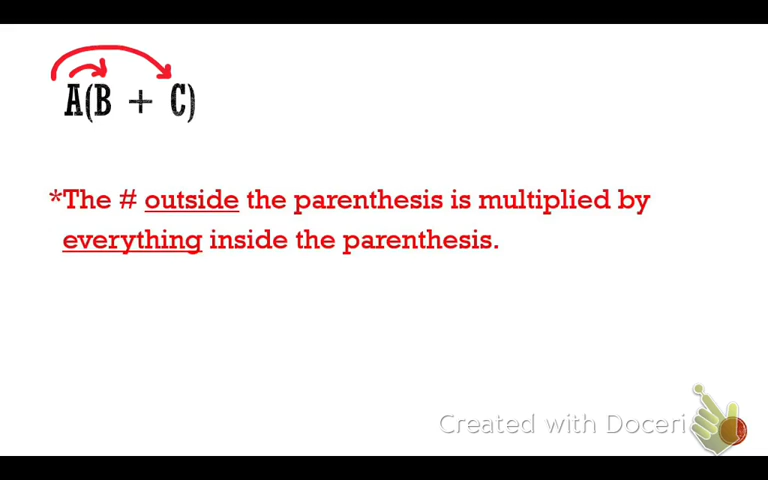 A(B + C)
*The # outside the parenthesis is multiplied by
everything inside the parenthesis.
Created with Doceri